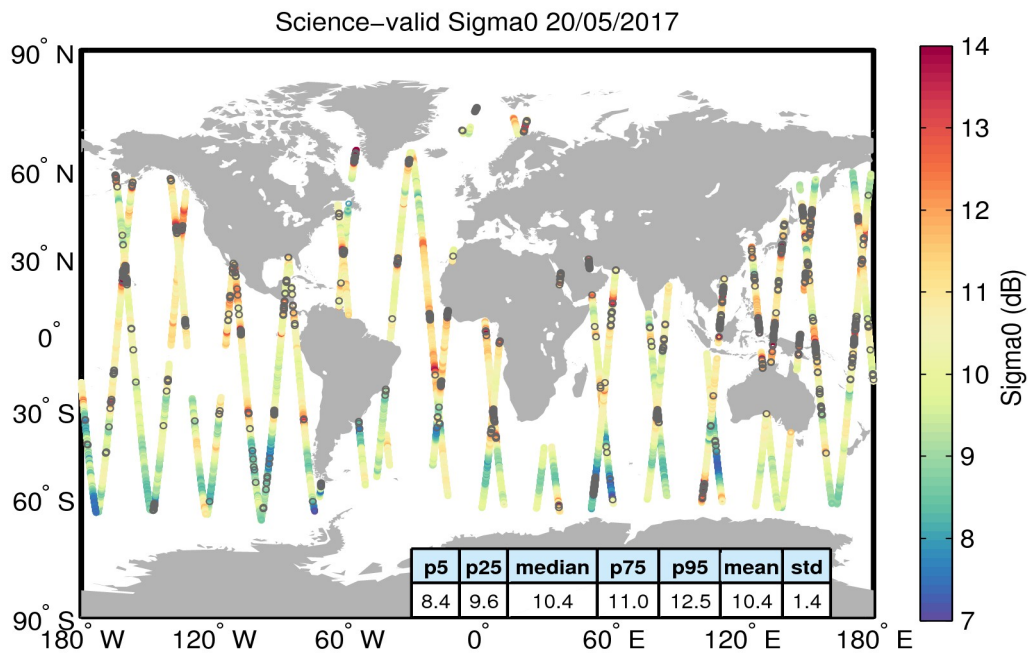 Science−valid Sigma0 20/05/2017
90° N
60° N
30° N
0°
30° S
60° S
90° S
180° W
120° W
60° W
0°
60° E
120° E
180° E
14
13
12
11
10
9
8
7
Sigma0 (dB)
p5 p25 median p75 p95 mean std
8.4 9.6 10.4 11.0 12.5 10.4 1.4